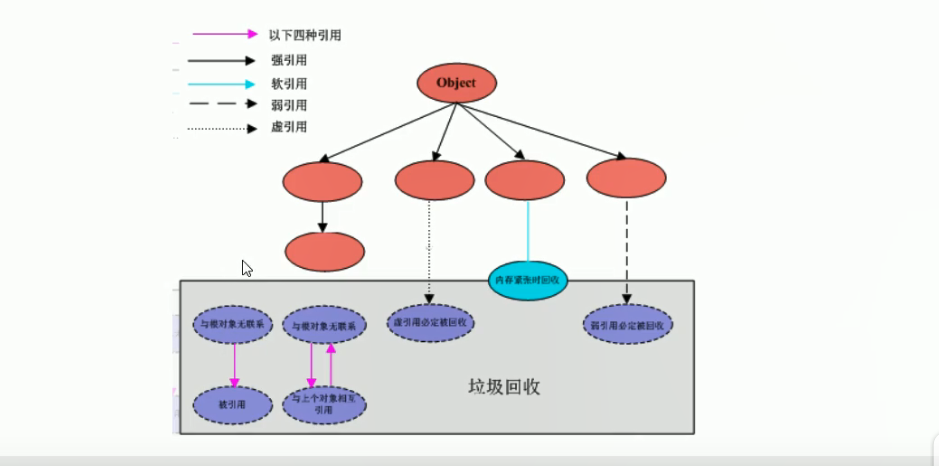 以下四种引用
强引用
软引用
弱引用
虚引用
Object
内存紧张时回收
与根对象无联系
与根对象无联系
虚引用必定被回收
弱引用必定被回收
被引用
与上个对象相互
引用
垃圾回收